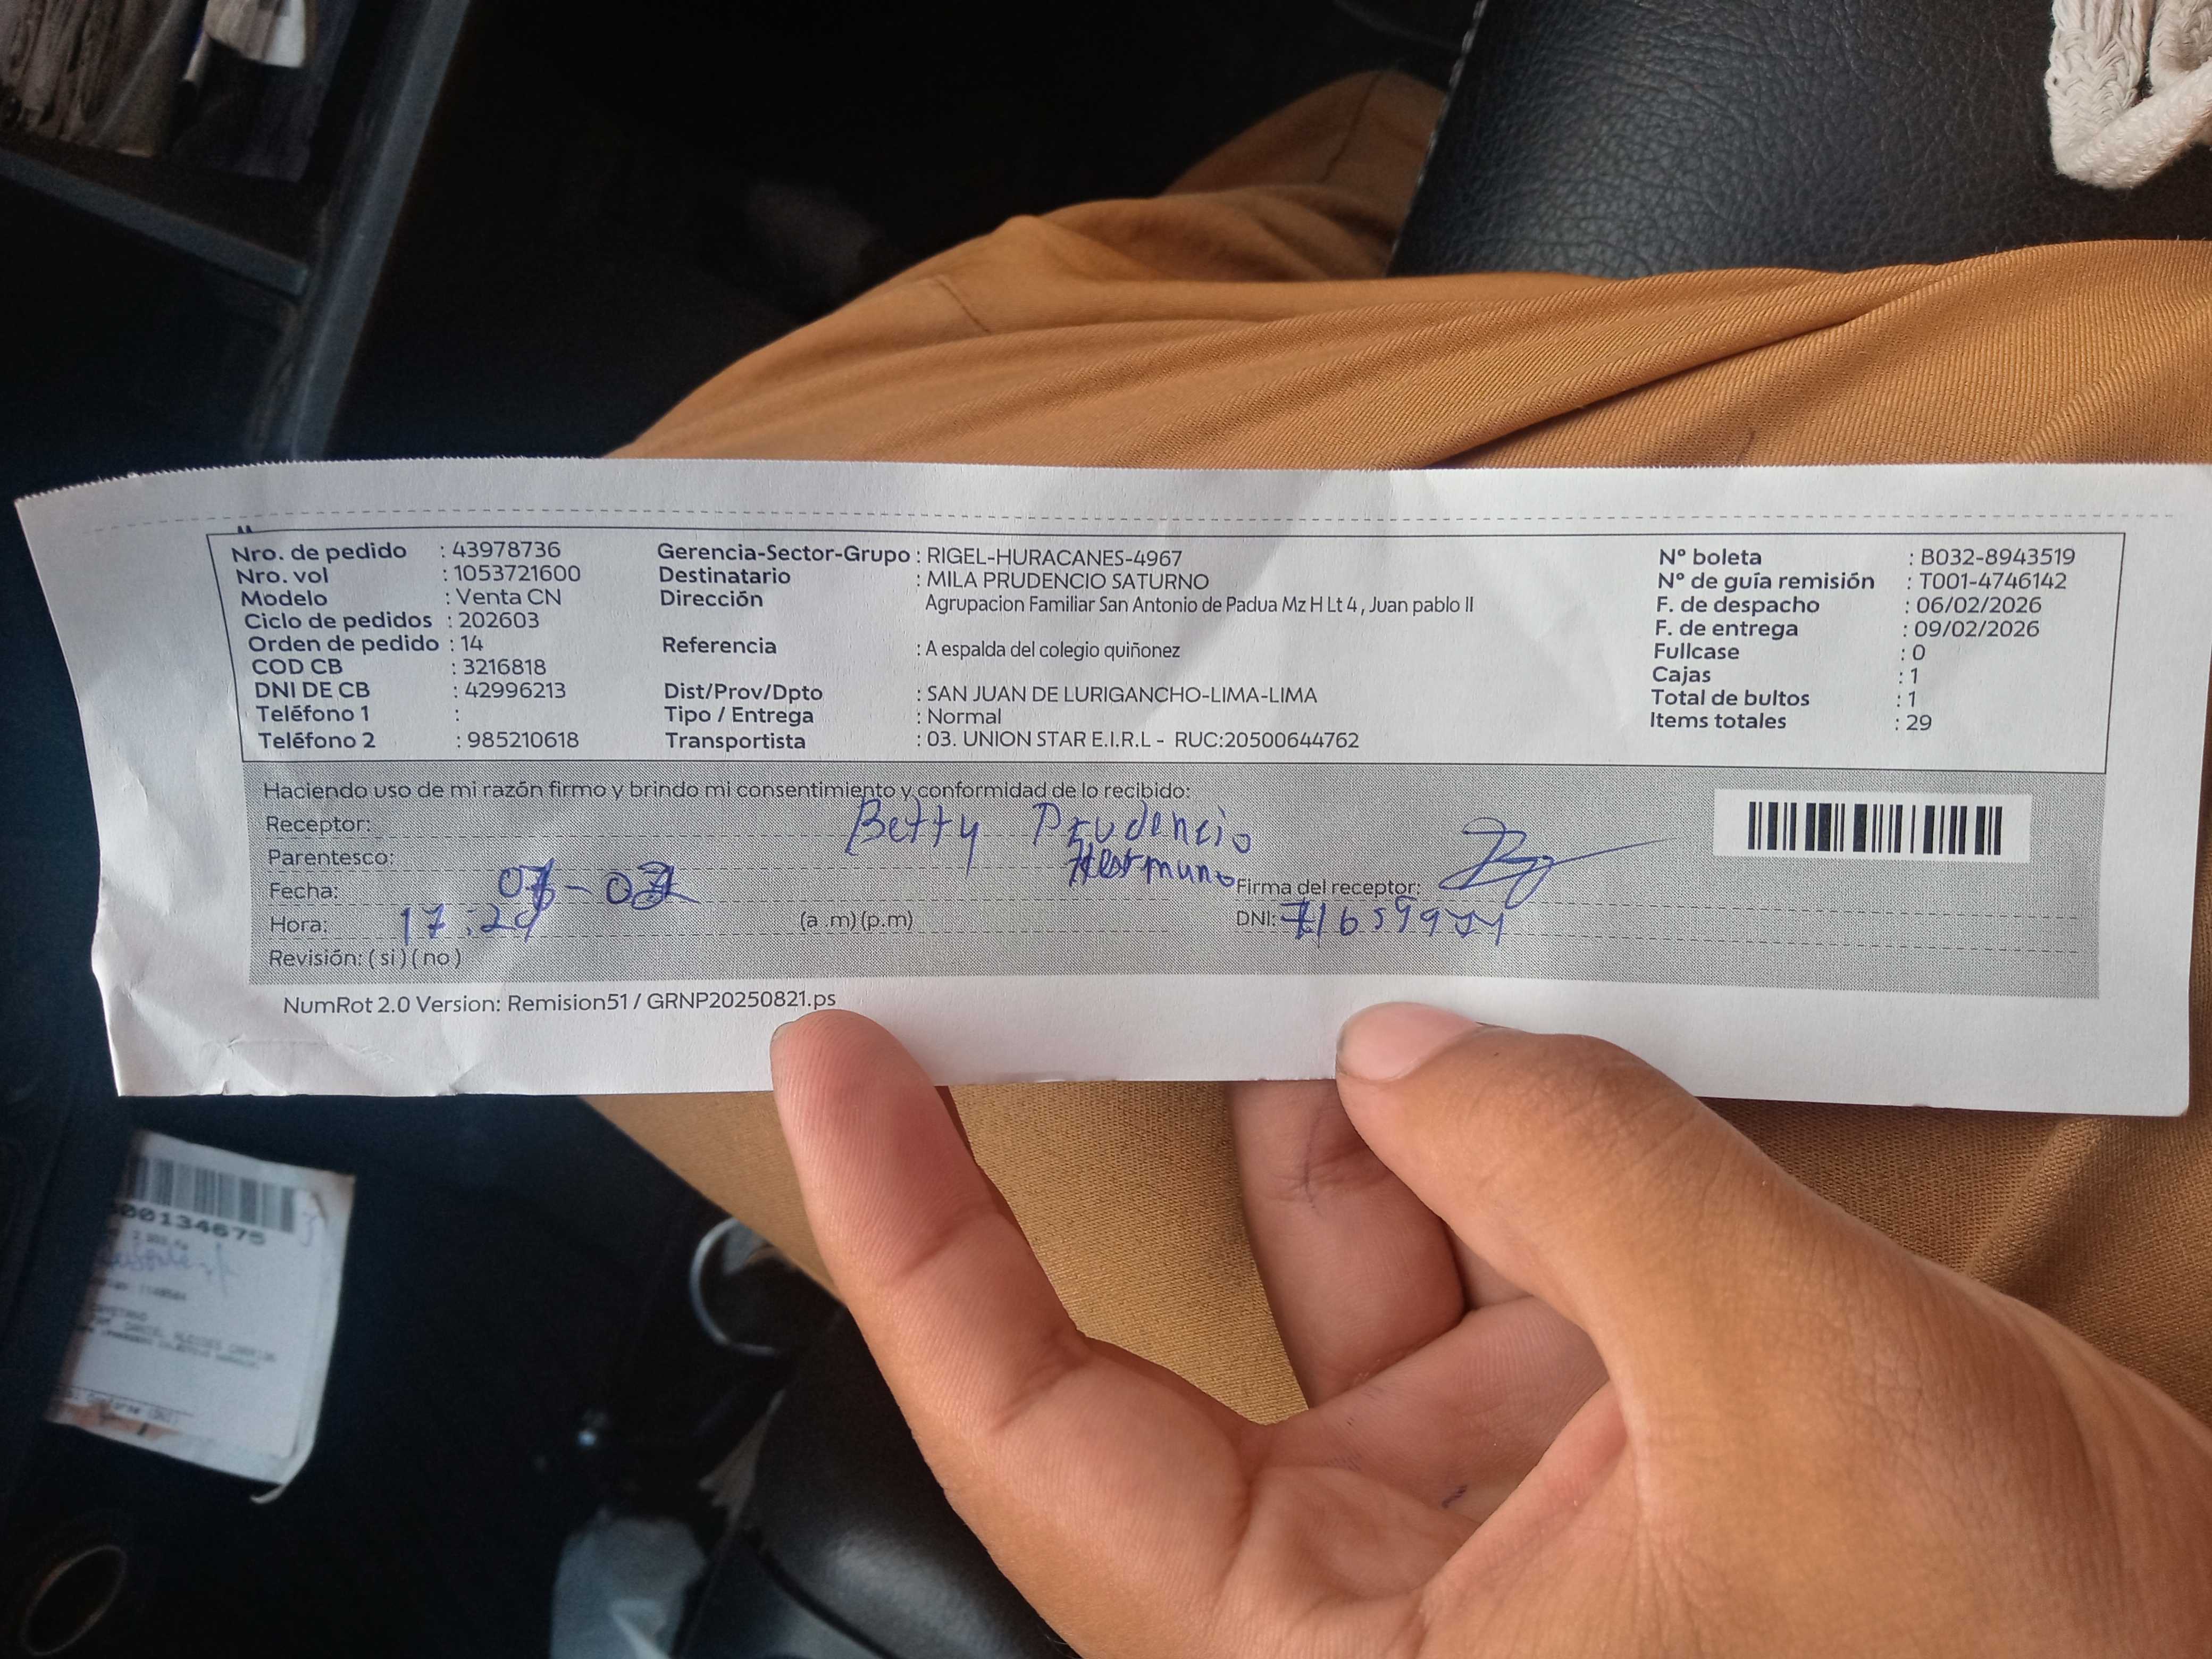 Nro. de pedido : 43978736
Nro. vol : 1053721600
Modelo : Venta CN
Ciclo de pedidos : 202603
Orden de pedido : 14
COD CB : 3216818
DNI DE CB : 42996213
Teléfono 1 :
Teléfono 2 : 985210618
Gerencia-Sector-Grupo : RIGEL-HURACANES-4967
Destinatario : MILA PRUDENCIO SATURNO
Dirección Agrupacion Familiar San Antonio de Padua Mz H Lt 4 , Juan pablo II
Referencia : A espalda del colegio quiñonez
Dist/Prov/Dpto : SAN JUAN DE LURIGANCHO-LIMA-LIMA
Tipo / Entrega : Normal
Transportista : 03. UNION STAR E.I.R.L - RUC:20500644762
N° boleta : B032-8943519
N° de guía remisión : T001-4746142
F. de despacho : 06/02/2026
F. de entrega : 09/02/2026
Fullcase : 0
Cajas : 1
Total de bultos : 1
Items totales : 29
Haciendo uso de mi razón firmo y brindo mi consentimiento y conformidad de lo recibido:
Receptor: Betty Prudencio
Parentesco: Hermuno
Fecha:
Firma del receptor:
Hora: (a .m) (p.m)
DNI:
Revisión: ( si ) ( no )
NumRot 2.0 Version: Remision51 / GRNP20250821.ps
00134675